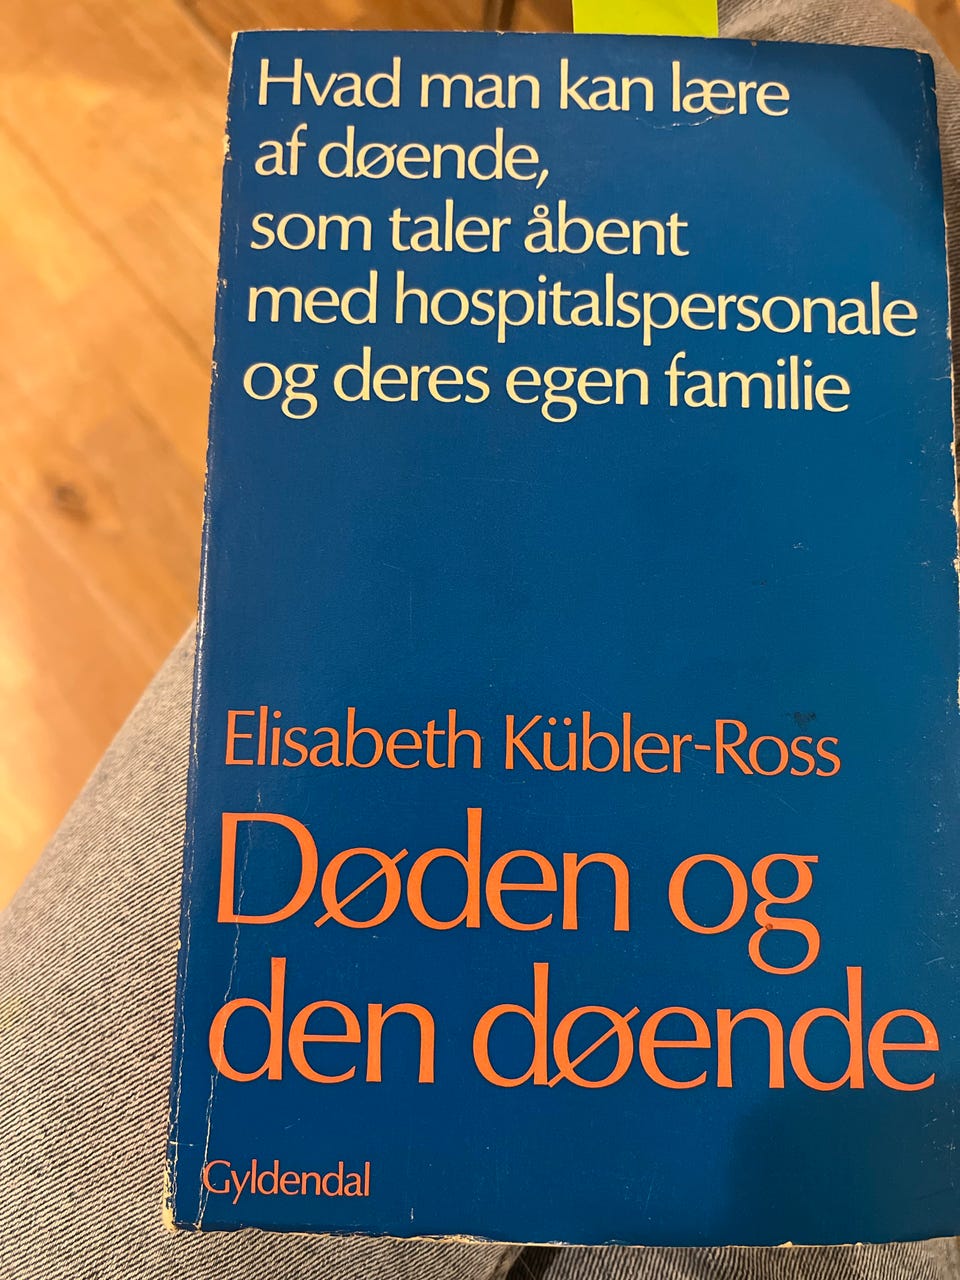 Hvad man kan lære
af døende,
som taler åbent
med hospitalspersonale
og deres egen familie
Elisabeth Kübler-Ross
Døden og
den døende
Gyldendal